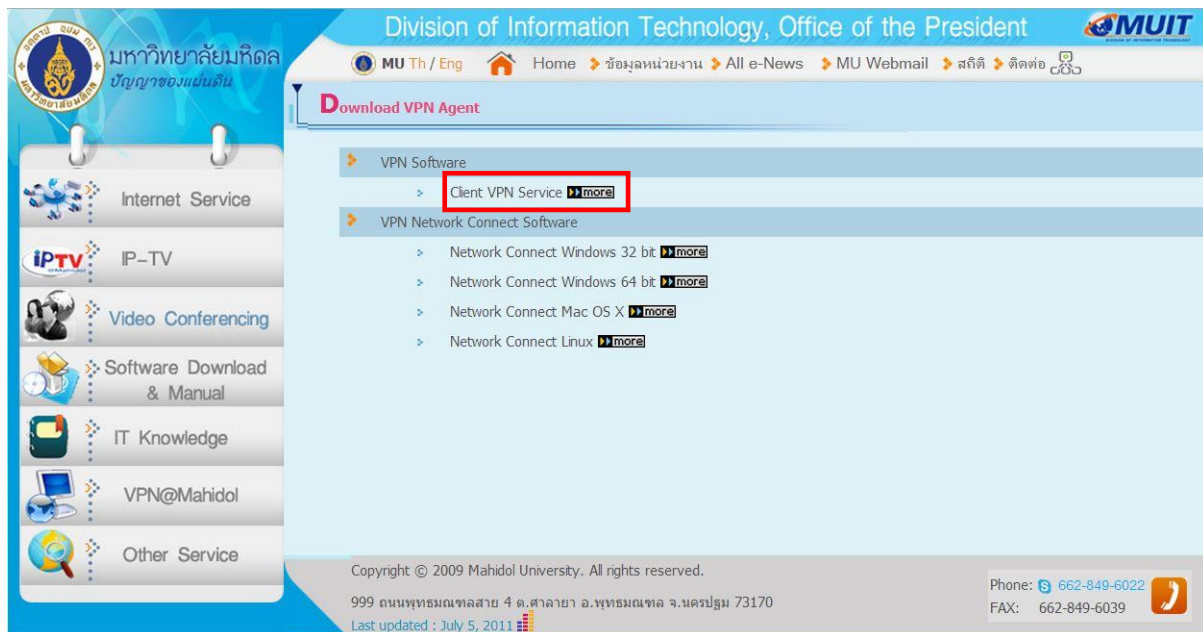 Division of Information Technology, Office of the President
MUIT
มหาวิทยาลัยมหิดล
ปัญญาของแผ่นดิน
MU Th / Eng Home ข้อมูลหน่วยงาน All e-News MU Webmail สถิติ ติดต่อ
Download VPN Agent
VPN Software
Client VPN Service more
VPN Network Connect Software
Network Connect Windows 32 bit more
Network Connect Windows 64 bit more
Network Connect Mac OS X more
Network Connect Linux more
Internet Service
IPTV
IP-TV
Video Conferencing
Software Download
& Manual
IT Knowledge
VPN@Mahidol
Other Service
Copyright © 2009 Mahidol University. All rights reserved.
999 ถนนพุทธมณฑลสาย 4 ต.ศาลายา อ.พุทธมณฑล จ.นครปฐม 73170
Last updated : July 5, 2011
Phone: 662-849-6022
FAX: 662-849-6039